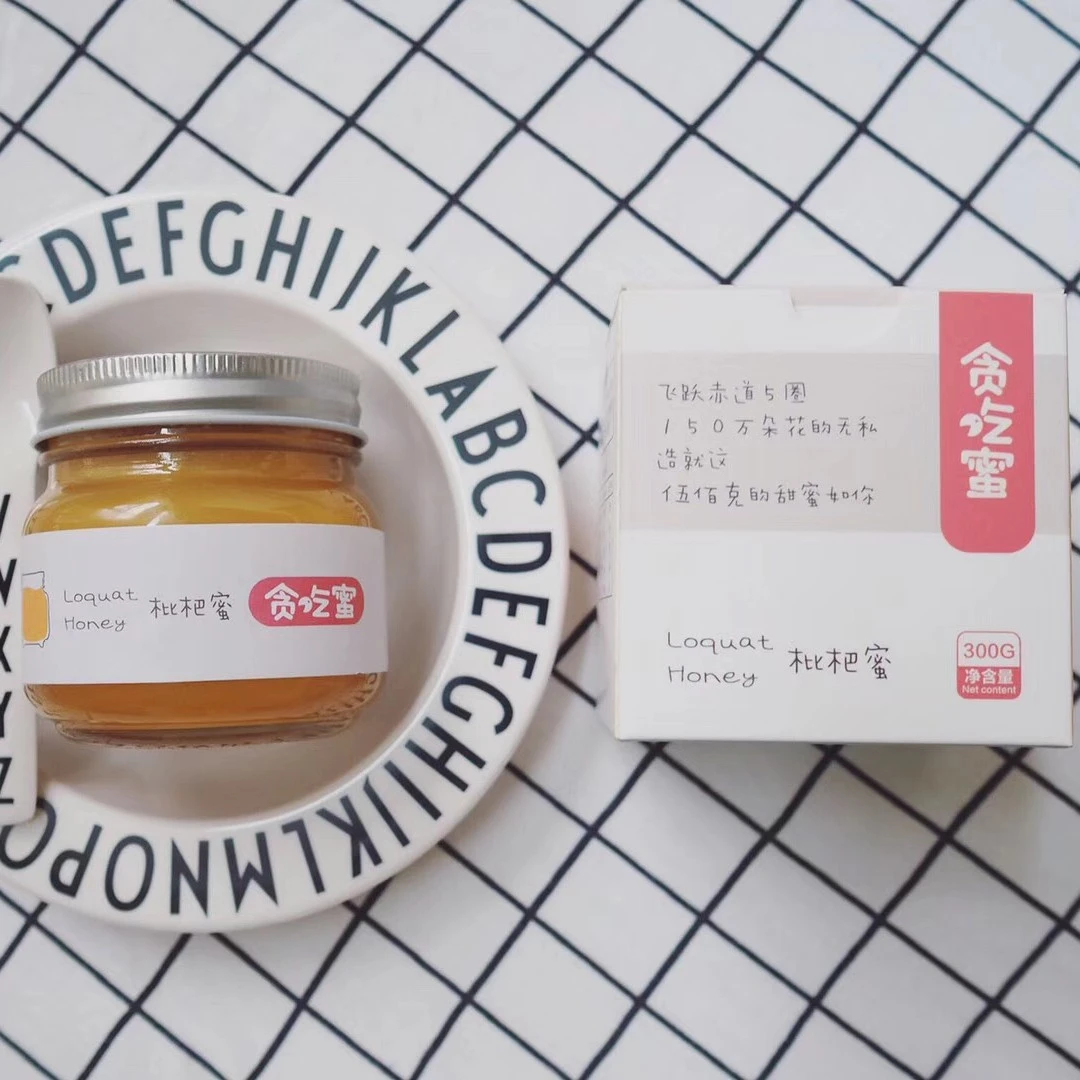 CDEFGHIJKLABCDEFGHIJKLMNOPQ
WXYZ
Loquat
Honey
枇杷蜜
贪吃蜜
飞跃赤道5圈
150万朵花的无私
造就这
伍佰克的甜蜜如你
贪吃蜜
Loquat
Honey
枇杷蜜
300G
净含量
Net content